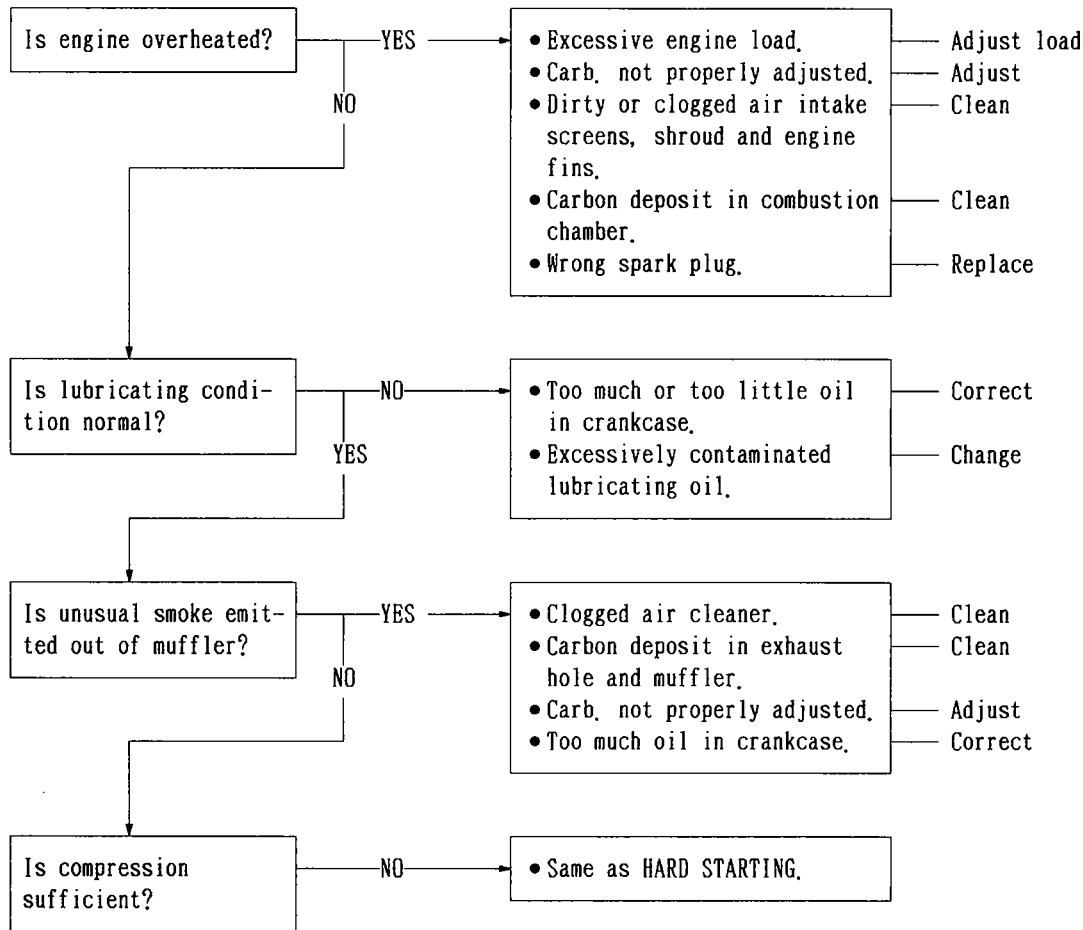 Is engine overheated?
YES
NO
• Excessive engine load.
Adjust load
• Carb. not properly adjusted.
Adjust
• Dirty or clogged air intake
Clean
screens, shroud and engine
fins.
• Carbon deposit in combustion
Clean
chamber.
• Wrong spark plug.
Replace
Is lubricating condi-
tion normal?
NO
YES
• Too much or too little oil
Correct
in crankcase.
• Excessively contaminated
Change
lubricating oil.
Is unusual smoke emit-
ted out of muffler?
YES
NO
• Clogged air cleaner.
Clean
• Carbon deposit in exhaust
Clean
hole and muffler.
• Carb. not properly adjusted.
Adjust
• Too much oil in crankcase.
Correct
Is compression
sufficient?
NO
• Same as HARD STARTING.